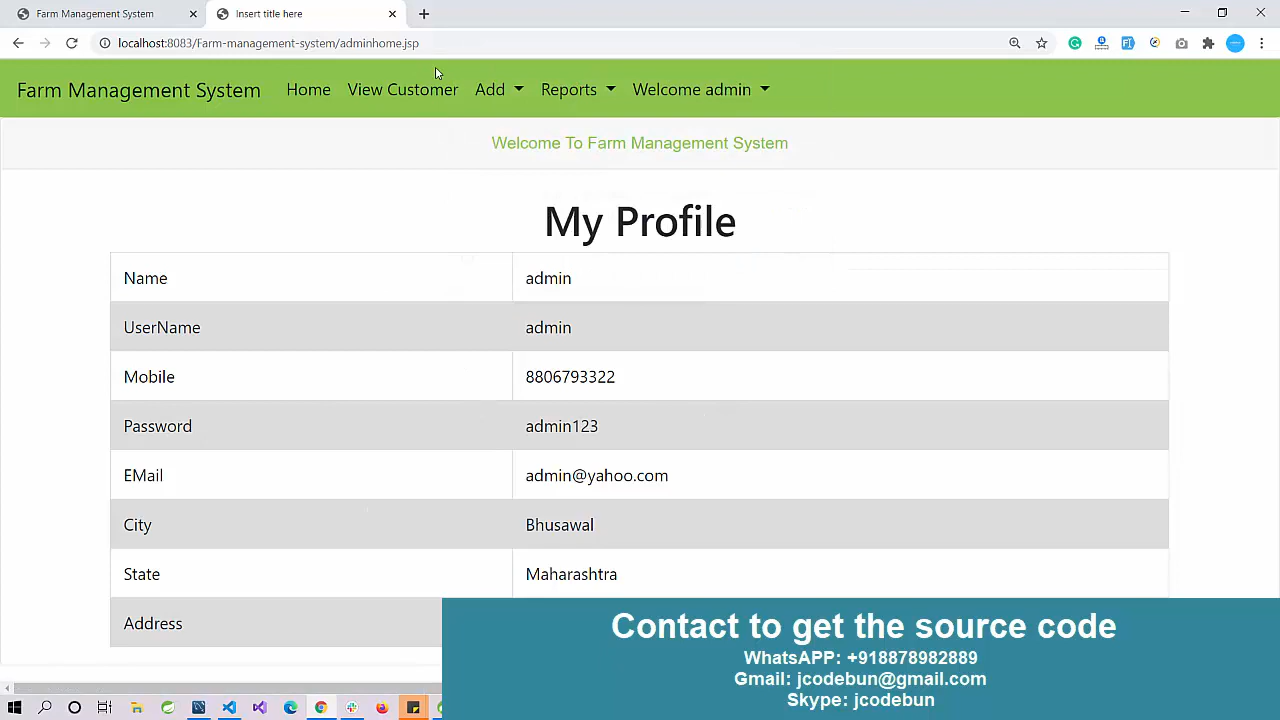 Farm Management System
Insert title here
localhost:8083/Farm-management-system/adminhome.jsp
Farm Management System Home View Customer Add Reports Welcome admin
Welcome To Farm Management System
My Profile
Name admin
UserName admin
Mobile 8806793322
Password admin123
EMail admin@yahoo.com
City Bhusawal
State Maharashtra
Address
Contact to get the source code
WhatsAPP: +918878982889
Gmail: jcodebun@gmail.com
Skype: jcodebun